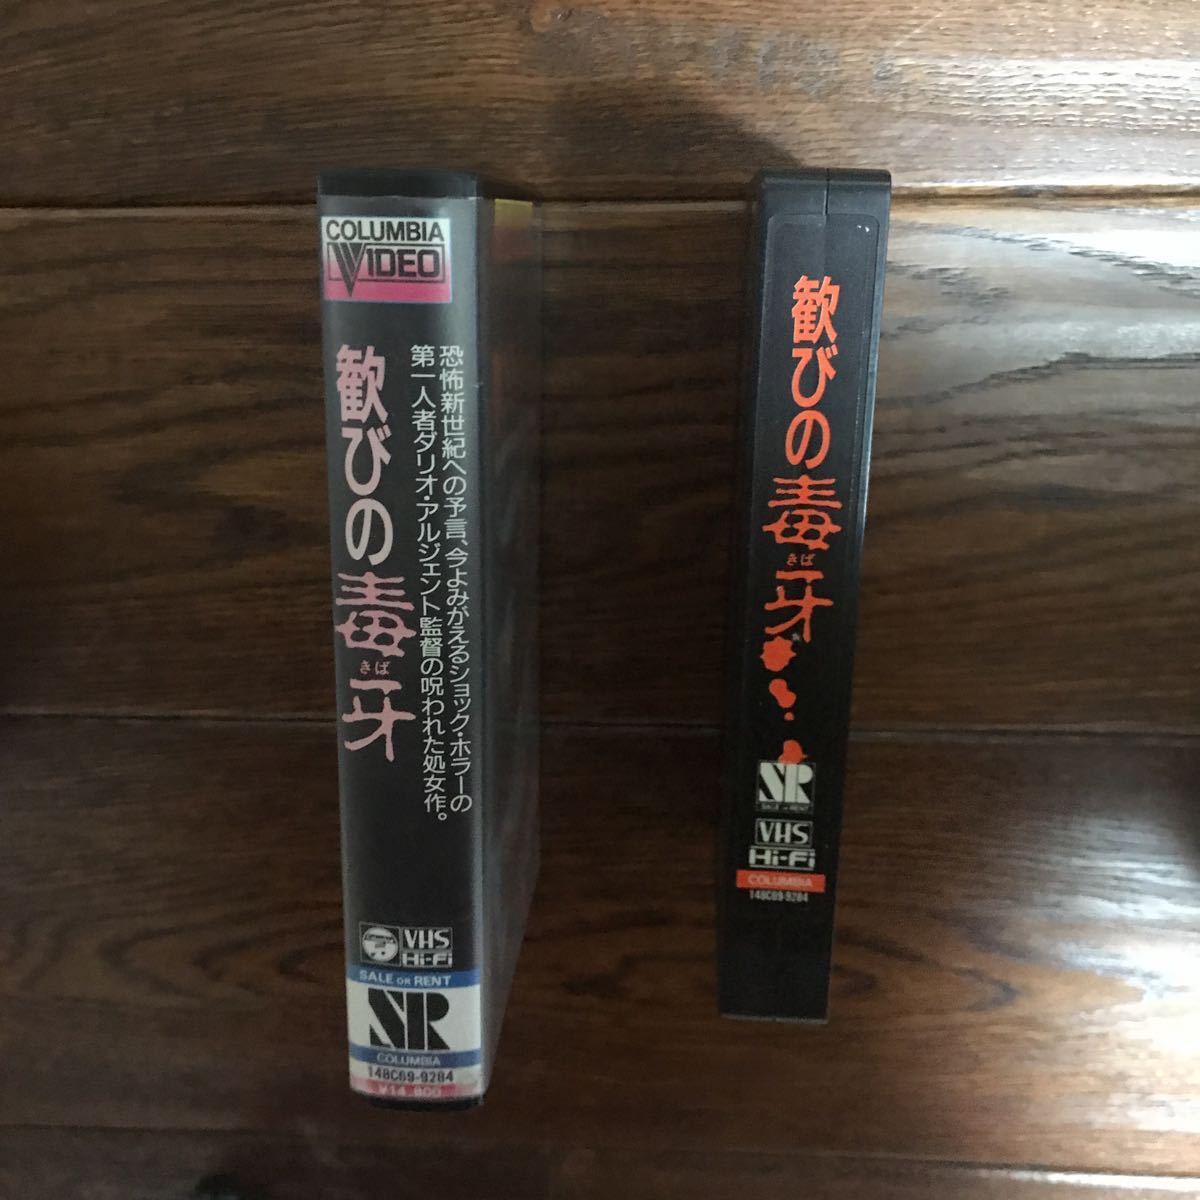 COLUMBIA
VIDEO
恐怖新世紀への予言、今よみがえるショック・ホラーの
第一人者ダリオ・アルジェント監督の呪われた処女作。
歓びの毒牙
きば
VHS
Hi-Fi
SALE OR RENT
SR
COLUMBIA
148C69-9284
¥14,800
歓びの毒牙
きば
SR
SALE OR RENT
VHS
Hi-Fi
COLUMBIA
148C69-9284